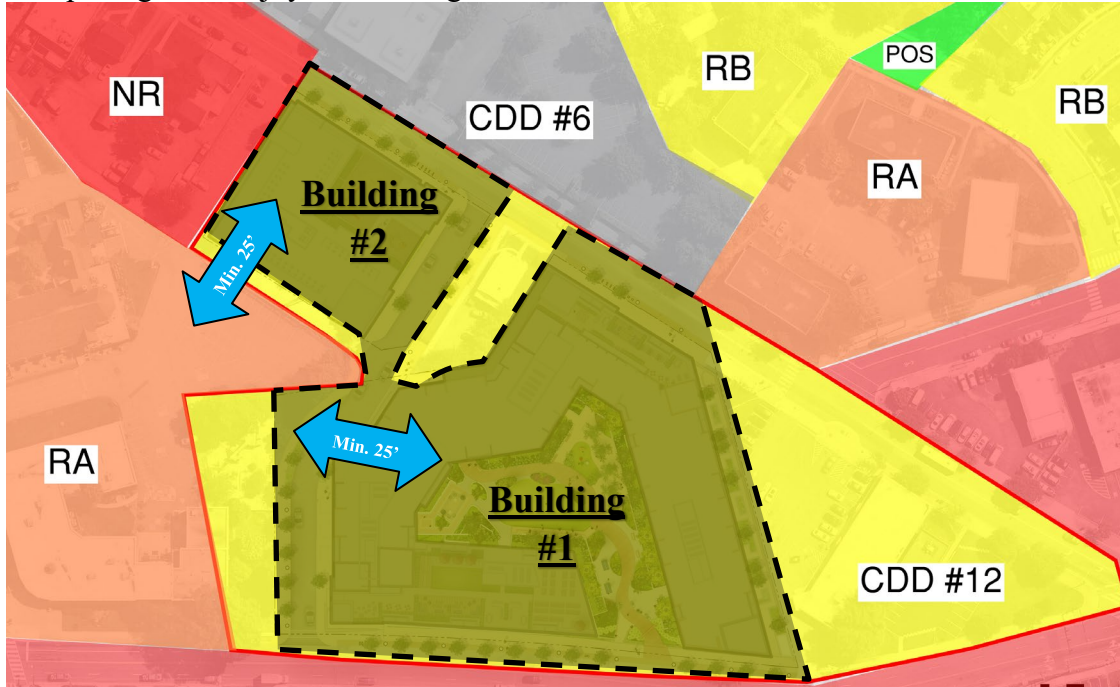 NR
CDD #6
RB
POS
RB
RA
Building
#2
Min. 25'
RA
Min. 25'
Building
#1
CDD #12